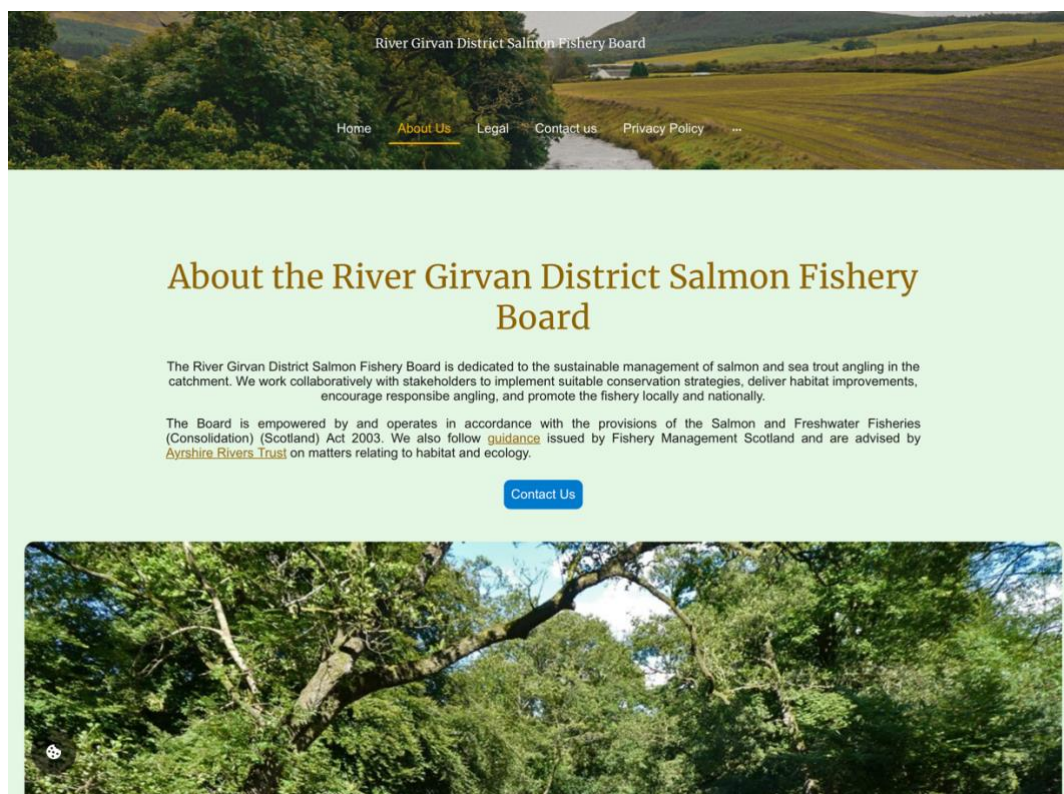 River Girvan District Salmon Fishery Board
Home About Us Legal Contact us Privacy Policy ...
About the River Girvan District Salmon Fishery
Board
The River Girvan District Salmon Fishery Board is dedicated to the sustainable management of salmon and sea trout angling in the
catchment. We work collaboratively with stakeholders to implement suitable conservation strategies, deliver habitat improvements,
encourage responsibe angling, and promote the fishery locally and nationally.
The Board is empowered by and operates in accordance with the provisions of the Salmon and Freshwater Fisheries
(Consolidation) (Scotland) Act 2003. We also follow guidance issued by Fishery Management Scotland and are advised by
Ayrshire Rivers Trust on matters relating to habitat and ecology.
Contact Us